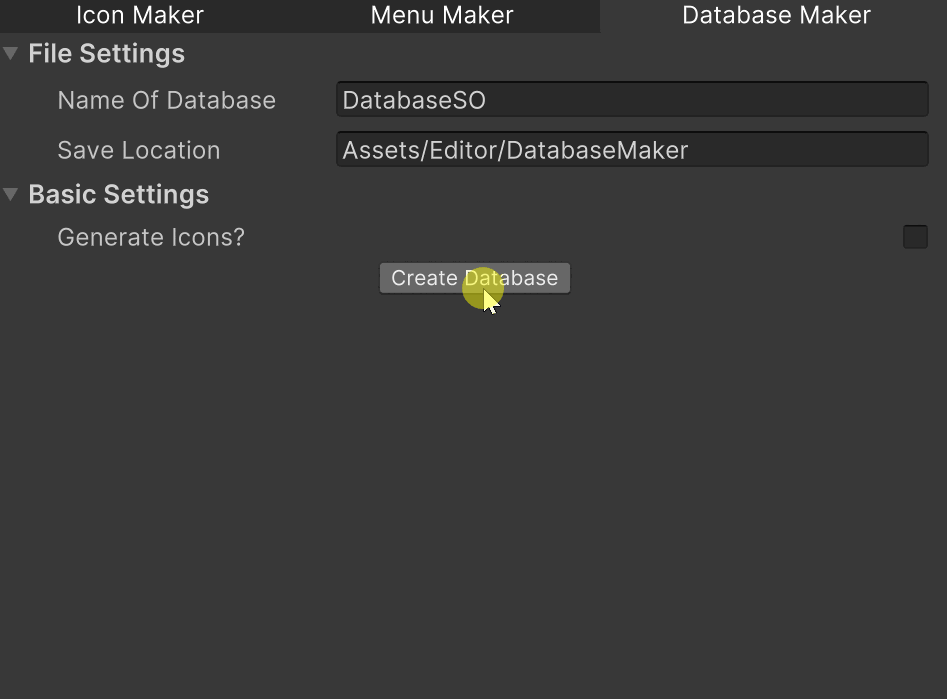 Icon Maker Menu Maker Database Maker
File Settings
Name Of Database DatabaseSO
Save Location Assets/Editor/DatabaseMaker
Basic Settings
Generate Icons?
Create Database